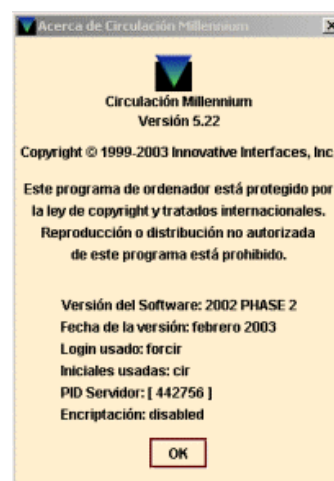 Acerca de Circulación Millennium
Circulación Millennium
Versión 5.22
Copyright © 1999-2003 Innovative Interfaces, Inc
Este programa de ordenador está protegido por
la ley de copyright y tratados internacionales.
Reproducción o distribución no autorizada
de este programa está prohibido.
Versión del Software: 2002 PHASE 2
Fecha de la versión: febrero 2003
Login usado: forcir
Iniciales usadas: cir
PID Servidor: [ 442756 ]
Encriptación: disabled
OK